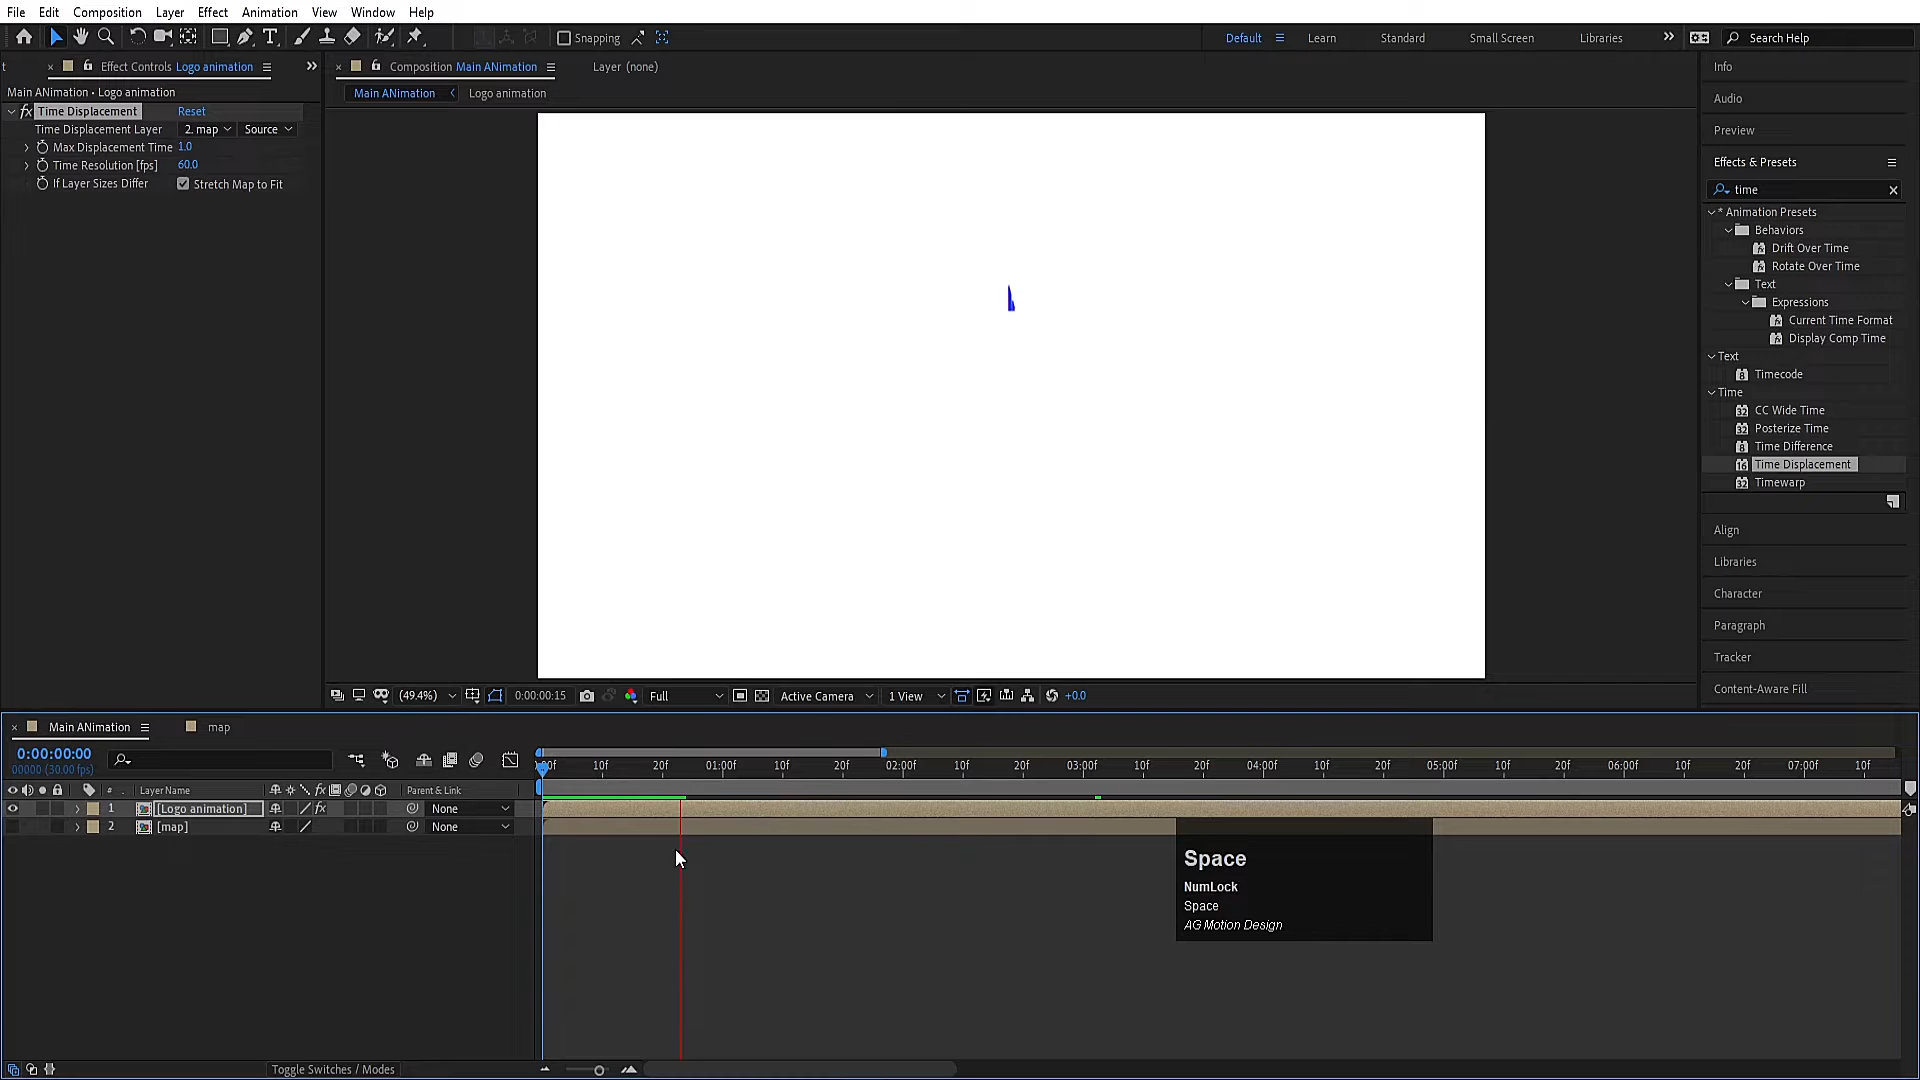 File Edit Composition Layer Effect Animation View Window Help
Snapping
Default Learn Standard Small Screen Libraries Search Help
Effect Controls Logo animation
Composition Main ANimation
Layer (none)
Main ANimation Logo animation
Main ANimation • Logo animation
fx Time Displacement Reset
Time Displacement Layer 2. map Source
Max Displacement Time 1.0
Time Resolution [fps] 60.0
If Layer Sizes Differ Stretch Map to Fit
Info
Audio
Preview
Effects & Presets
time
* Animation Presets
Behaviors
Drift Over Time
Rotate Over Time
Text
Expressions
Current Time Format
Display Comp Time
Text
Timecode
Time
CC Wide Time
Posterize Time
Time Difference
Time Displacement
Timewarp
Align
Libraries
Character
Paragraph
Tracker
Content-Aware Fill
(49.4%) 0:00:00:15 Full Active Camera 1 View +0.0
Main ANimation map
0:00:00:00
00000 (30.00 fps)
10f 20f 01:00f 10f 20f 02:00f 10f 20f 03:00f 10f 20f 04:00f 10f 20f 05:00f 10f 20f 06:00f 10f 20f 07:00f 10f
# Layer Name fx Parent & Link
1 [Logo animation] fx None
2 [map] None
Space
NumLock
Space
AG Motion Design
Toggle Switches / Modes